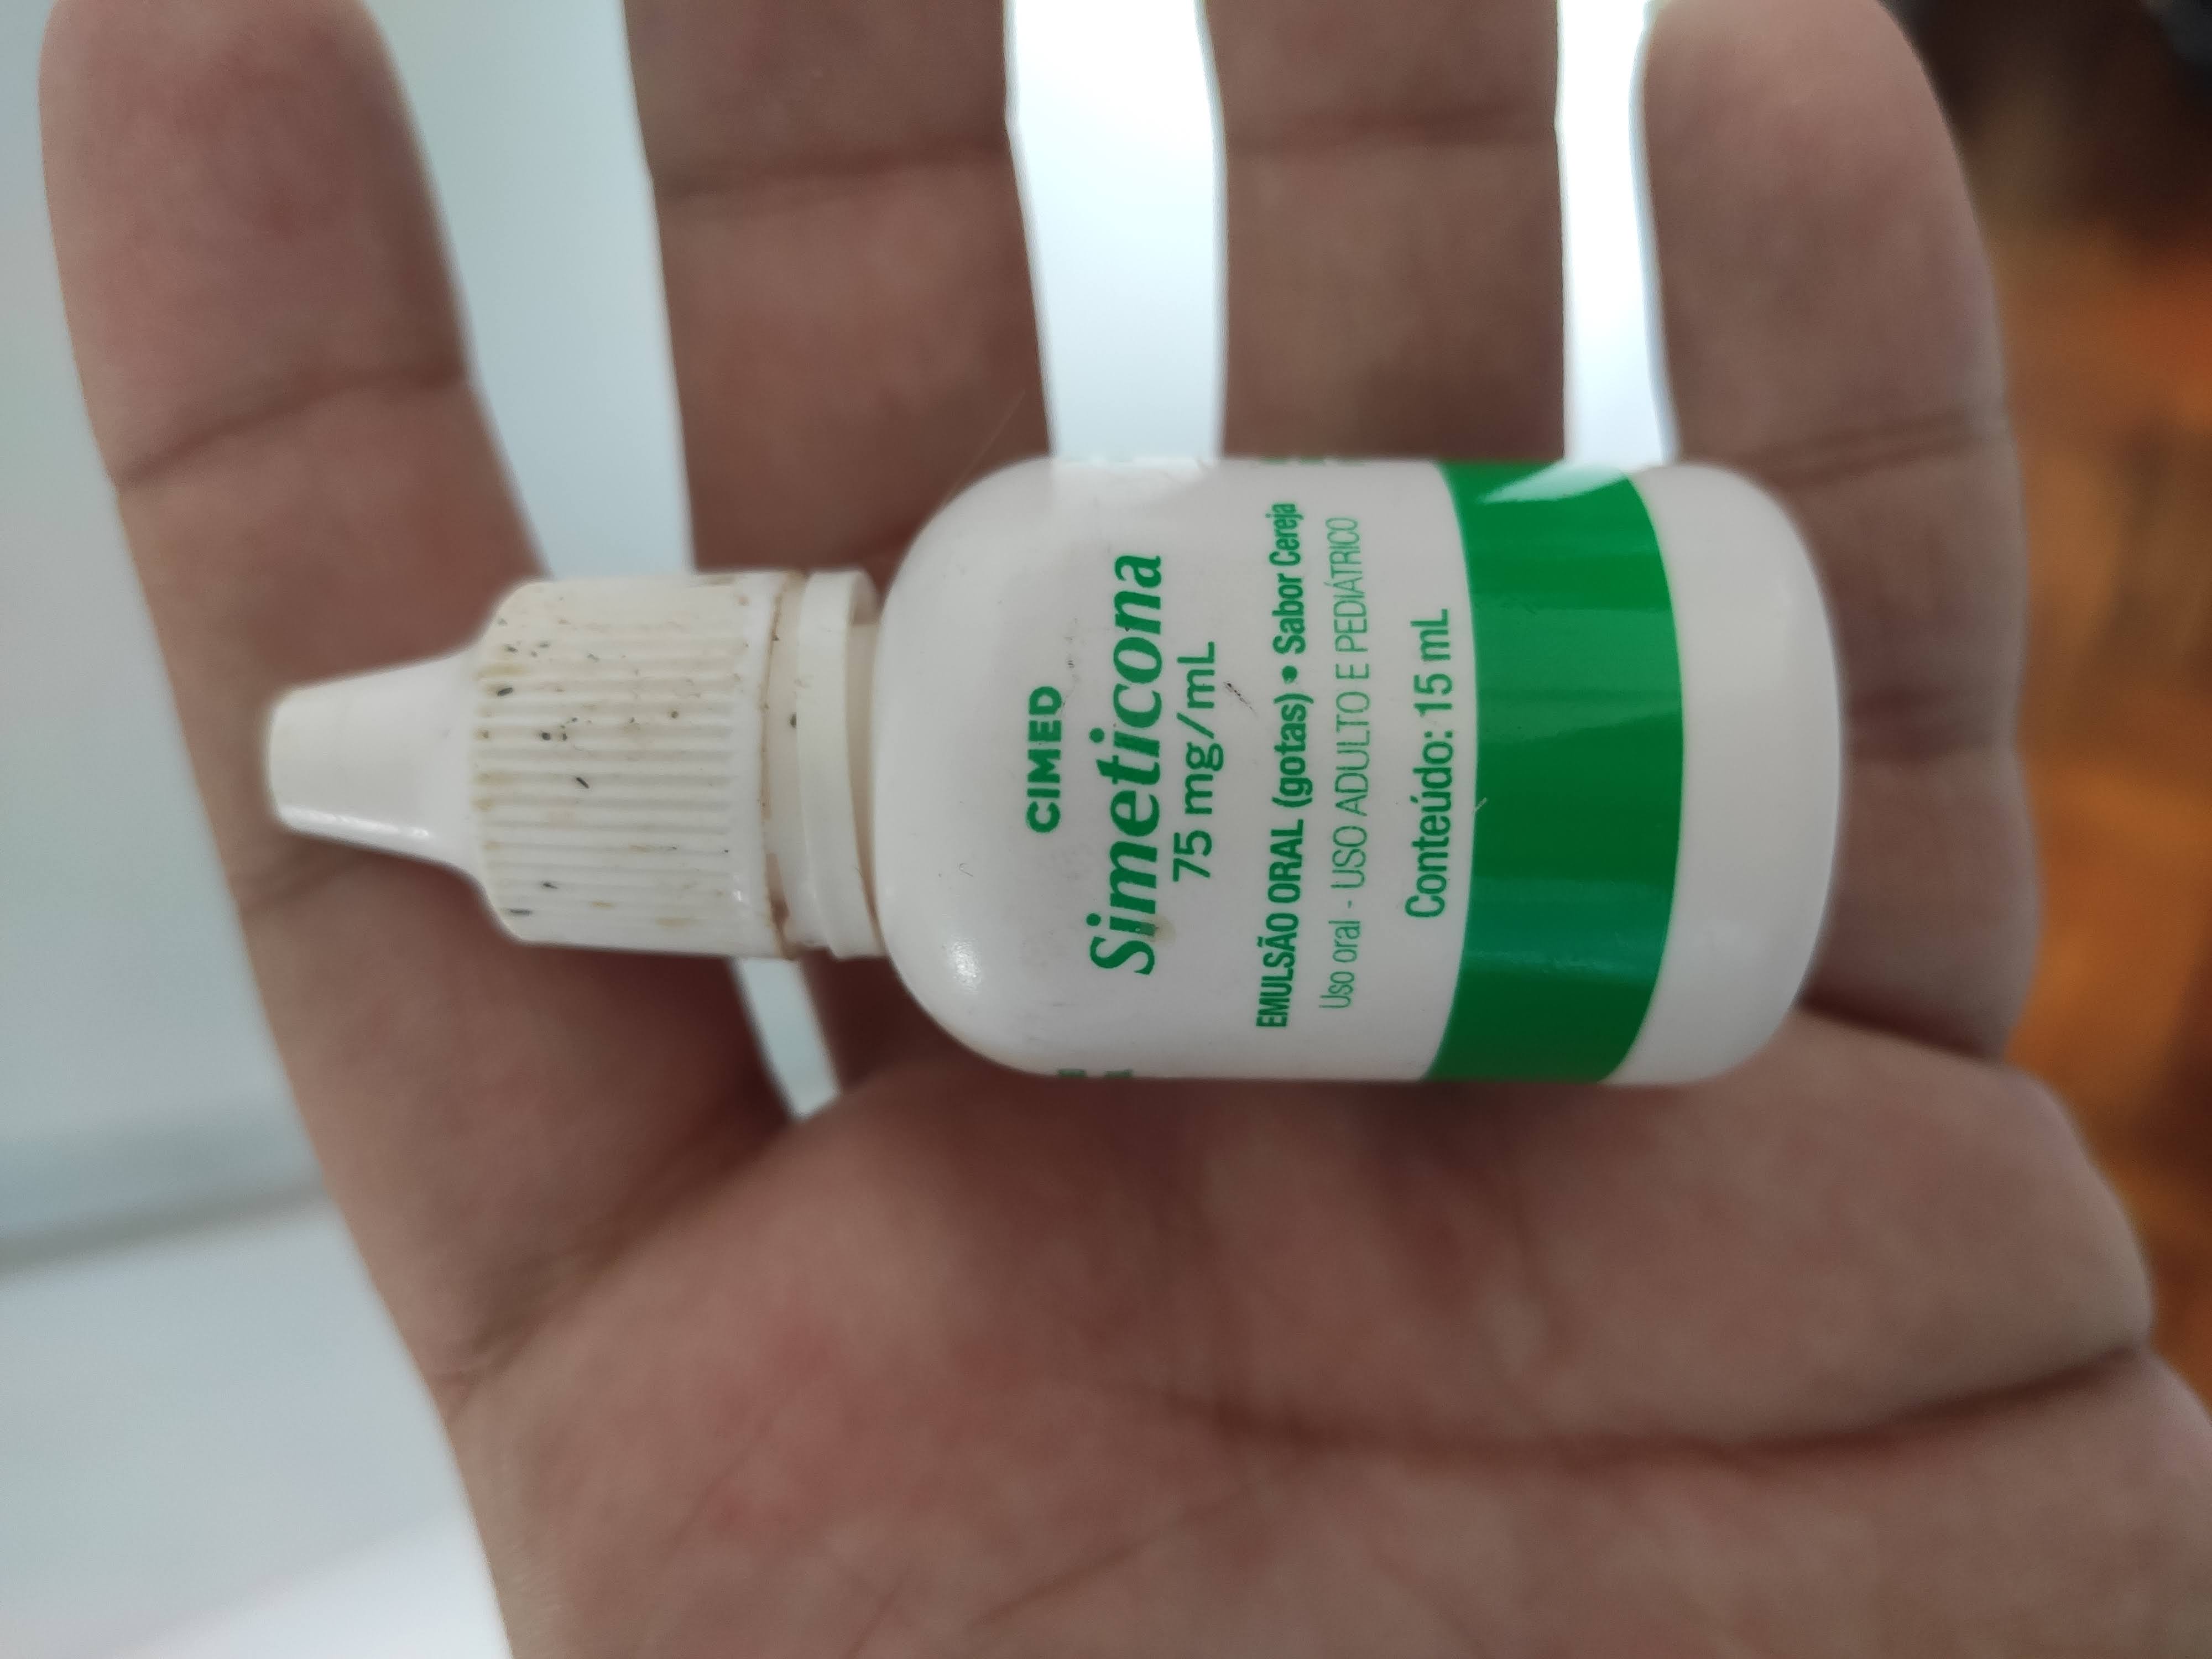 CIMED
Simeticona
75 mg/mL
EMULSÃO ORAL (gotas) • Sabor Cereja
Uso oral - USO ADULTO E PEDIÁTRICO
Conteúdo: 15 mL